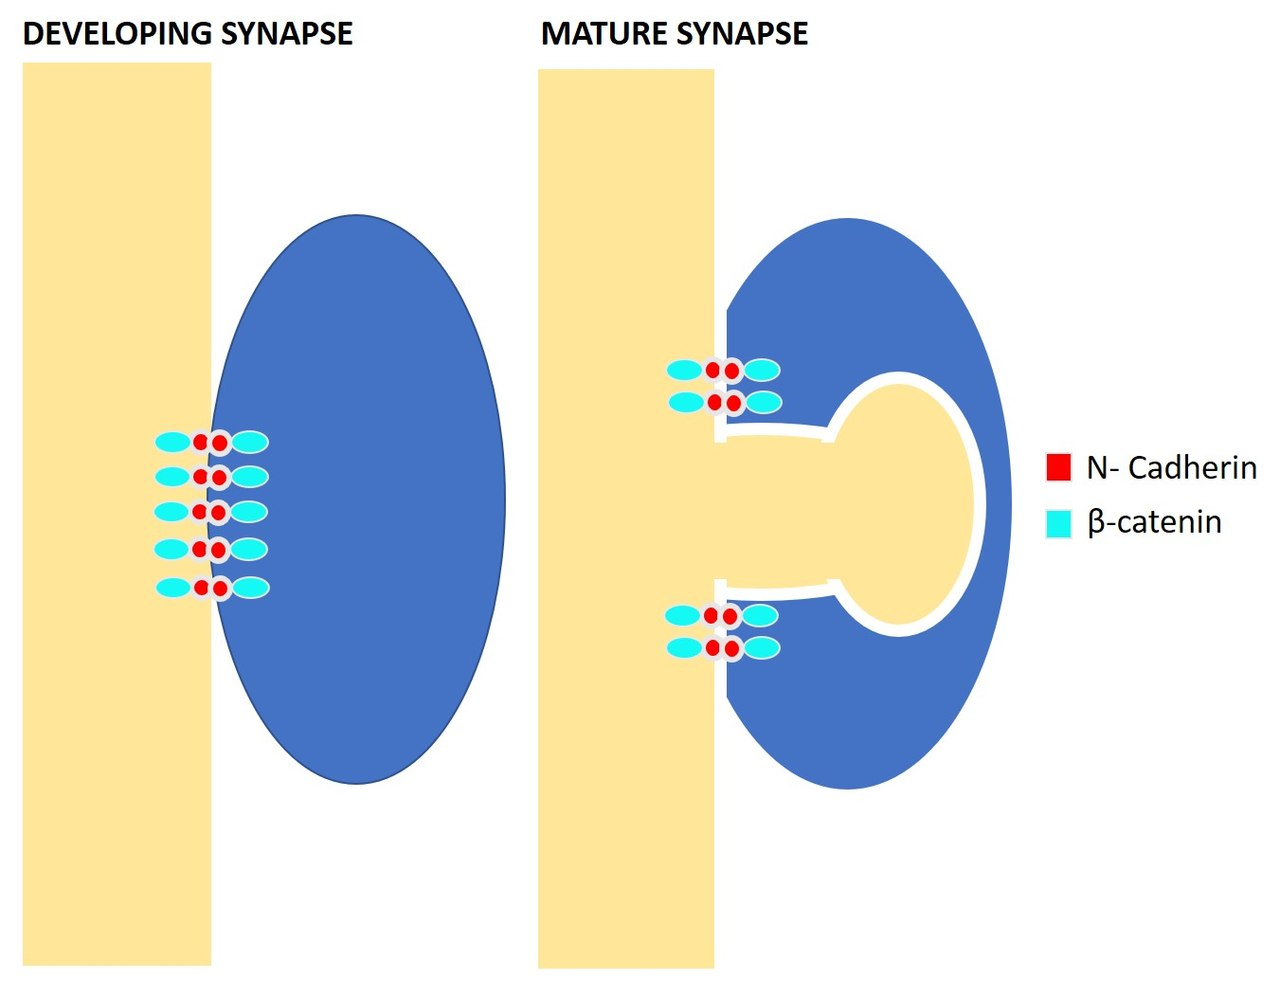 DEVELOPING SYNAPSE
MATURE SYNAPSE
N- Cadherin
β-catenin